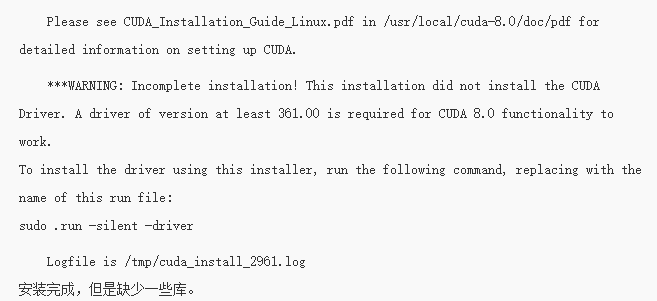 Please see CUDA_Installation_Guide_Linux.pdf in /usr/local/cuda-8.0/doc/pdf for
detailed information on setting up CUDA.
***WARNING: Incomplete installation! This installation did not install the CUDA
Driver. A driver of version at least 361.00 is required for CUDA 8.0 functionality to
work.
To install the driver using this installer, run the following command, replacing with the
name of this run file:
sudo .run -silent -driver
Logfile is /tmp/cuda_install_2961.log
安装完成，但是缺少一些库。